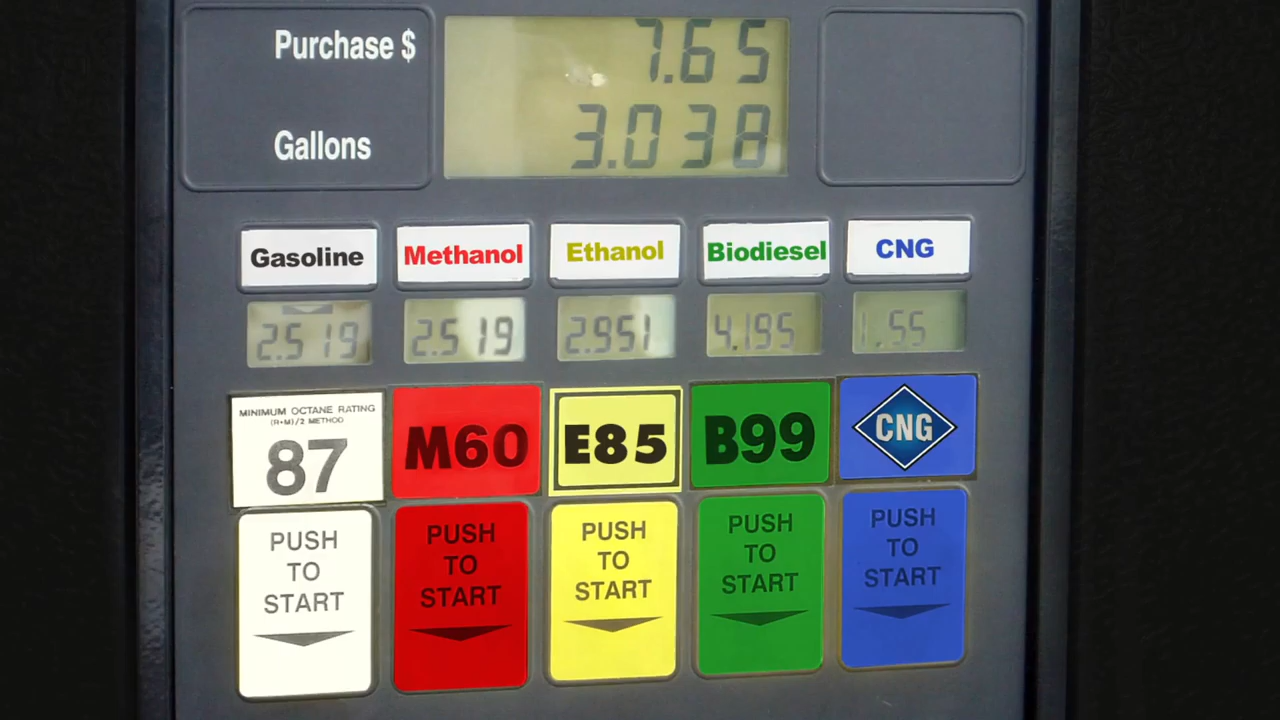 Purchase $ 7.65
Gallons 3.038
Gasoline Methanol Ethanol Biodiesel CNG
2.519 2.519 2.951 4.195 1.55
MINIMUM OCTANE RATING
(R+M)/2 METHOD
87 M60 E85 B99 CNG
PUSH PUSH PUSH PUSH PUSH
TO TO TO TO TO
START START START START START